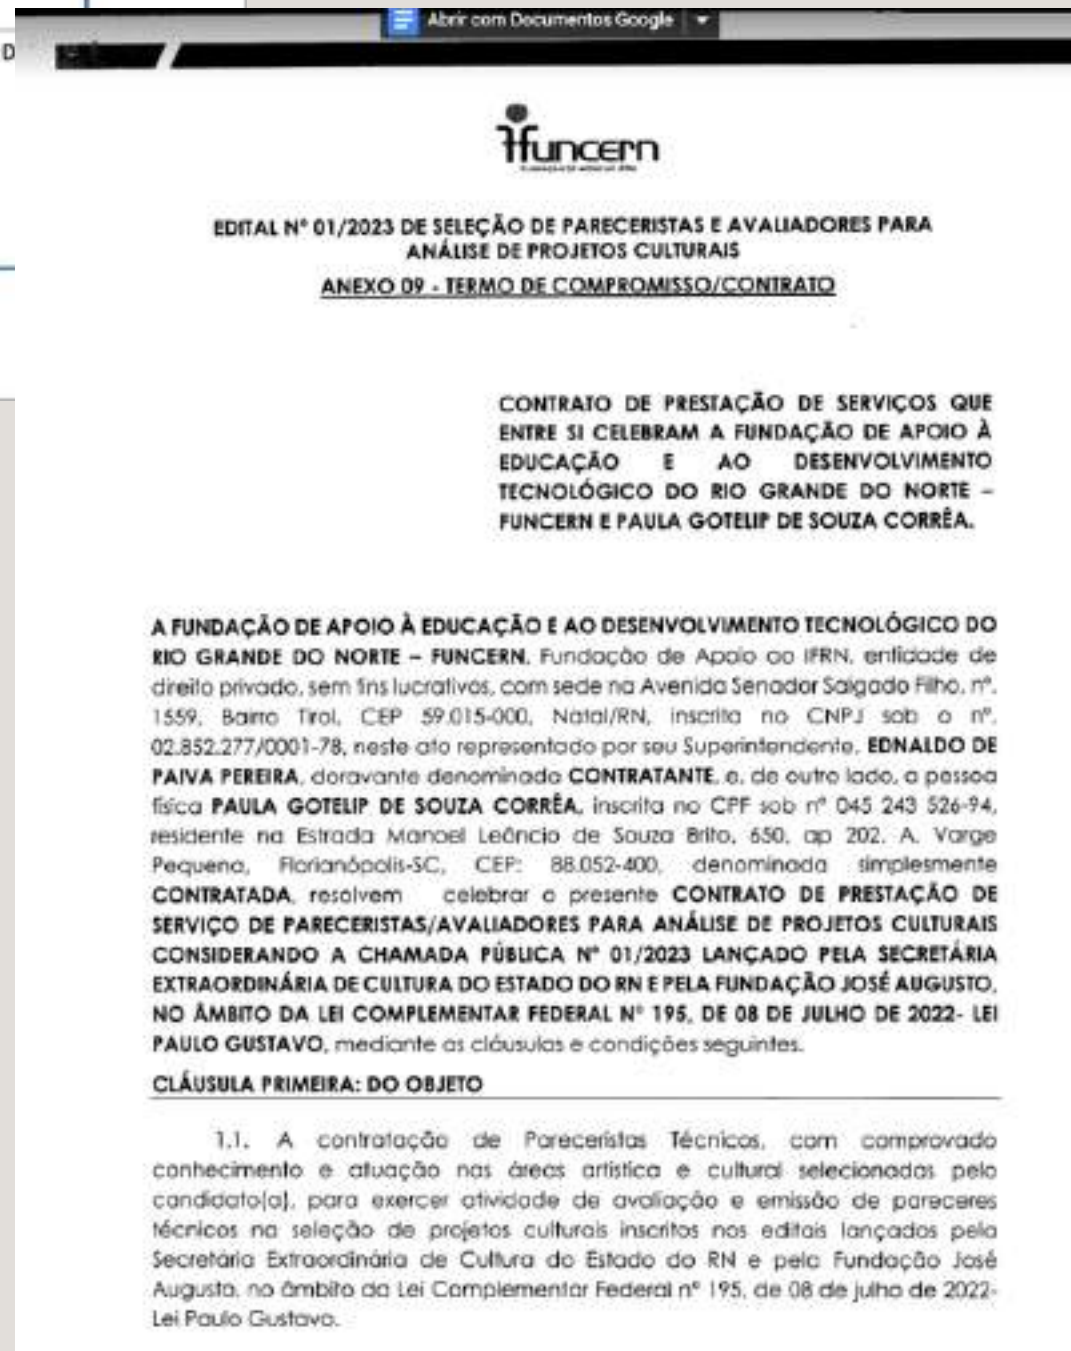 Abrir com Documentos Google
D
funcern
EDITAL Nº 01/2023 DE SELEÇÃO DE PARECERISTAS E AVALIADORES PARA
ANÁLISE DE PROJETOS CULTURAIS
ANEXO 09 - TERMO DE COMPROMISSO/CONTRATO
CONTRATO DE PRESTAÇÃO DE SERVIÇOS QUE
ENTRE SI CELEBRAM A FUNDAÇÃO DE APOIO À
EDUCAÇÃO E AO DESENVOLVIMENTO
TECNOLÓGICO DO RIO GRANDE DO NORTE –
FUNCERN E PAULA GOTELIP DE SOUZA CORRÊA.
A FUNDAÇÃO DE APOIO À EDUCAÇÃO E AO DESENVOLVIMENTO TECNOLÓGICO DO
RIO GRANDE DO NORTE – FUNCERN, Fundação de Apoio ao IFRN, entidade de
direito privado, sem fins lucrativos, com sede na Avenida Senador Salgado Filho, nº.
1559, Bairro Tirol, CEP 59.015-000, Natal/RN, inscrita no CNPJ sob o nº.
02.852.277/0001-78, neste ato representado por seu Superintendente, EDNALDO DE
PAIVA PEREIRA, doravante denominada CONTRATANTE, e, de outro lado, a pessoa
física PAULA GOTELIP DE SOUZA CORRÊA, inscrita no CPF sob nº 045 243 526-94,
residente na Estrada Manoel Leôncio de Souza Brito, 650, ap 202, A, Varge
Pequena, Florianópolis-SC, CEP: 88.052-400, denominada simplesmente
CONTRATADA, resolvem celebrar o presente CONTRATO DE PRESTAÇÃO DE
SERVIÇO DE PARECERISTAS/AVALIADORES PARA ANÁLISE DE PROJETOS CULTURAIS
CONSIDERANDO A CHAMADA PÚBLICA Nº 01/2023 LANÇADO PELA SECRETÁRIA
EXTRAORDINÁRIA DE CULTURA DO ESTADO DO RN E PELA FUNDAÇÃO JOSÉ AUGUSTO,
NO ÂMBITO DA LEI COMPLEMENTAR FEDERAL Nº 195, DE 08 DE JULHO DE 2022- LEI
PAULO GUSTAVO, mediante as cláusulas e condições seguintes.
CLÁUSULA PRIMEIRA: DO OBJETO
1.1. A contratação de Pareceristas Técnicos, com comprovado
conhecimento e atuação nas áreas artística e cultural selecionadas pelo
candidato(a), para exercer atividade de avaliação e emissão de pareceres
técnicos na seleção de projetos culturais inscritos nos editais lançados pela
Secretária Extraordinária de Cultura do Estado do RN e pela Fundação José
Augusto, no âmbito da Lei Complementar Federal nº 195, de 08 de julho de 2022-
Lei Paulo Gustavo.